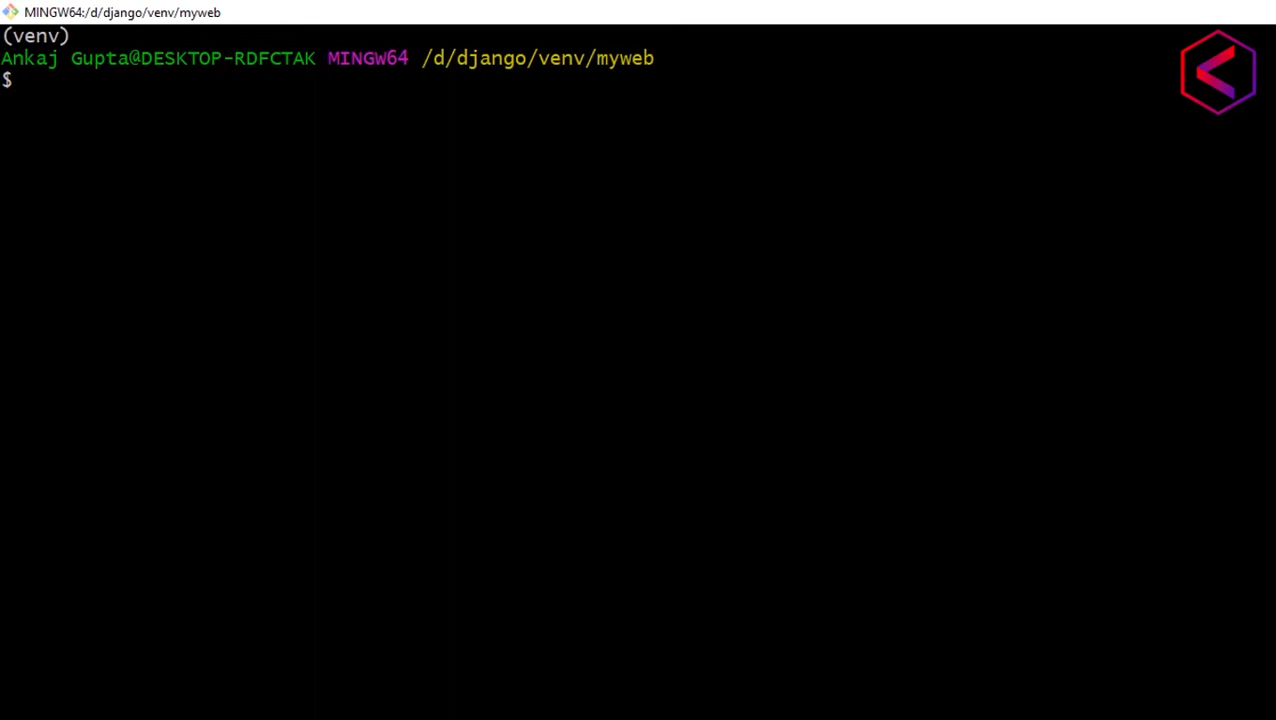 MINGW64:/d/django/venv/myweb
(venv)
Ankaj Gupta@DESKTOP-RDFCTAK MINGW64 /d/django/venv/myweb
$